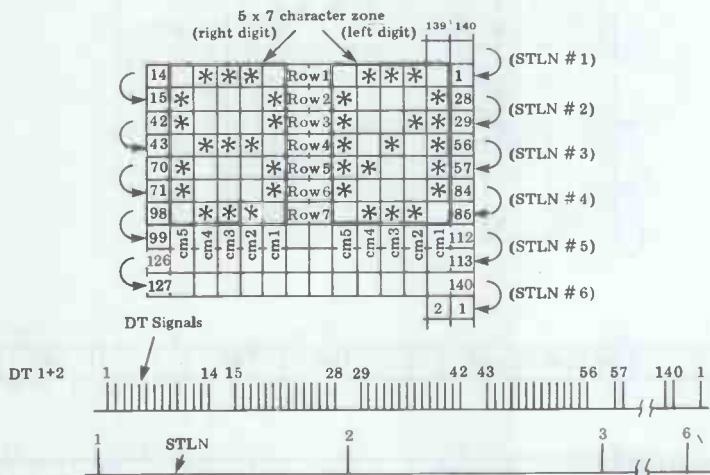 5 x 7 character zone
(right digit) (left digit)
139 140
(STLN # 1)
14 * * * Row1 * * * 1
15 * * Row2 * * 28
(STLN # 2)
42 * * Row3 * * * 29
43 * * * Row4 * * * 56
(STLN # 3)
70 * * Row5 * * * 57
71 * * Row6 * * 84
(STLN # 4)
98 * * * Row7 * * * 85
99 cm5 cm4 cm3 cm2 cm1 cm5 cm4 cm3 cm2 cm1 112
(STLN # 5)
126 113
127 140
(STLN # 6)
2 1
DT Signals
DT 1+2 1 14 15 28 29 42 43 56 57 140 1
1 STLN 2 3 6